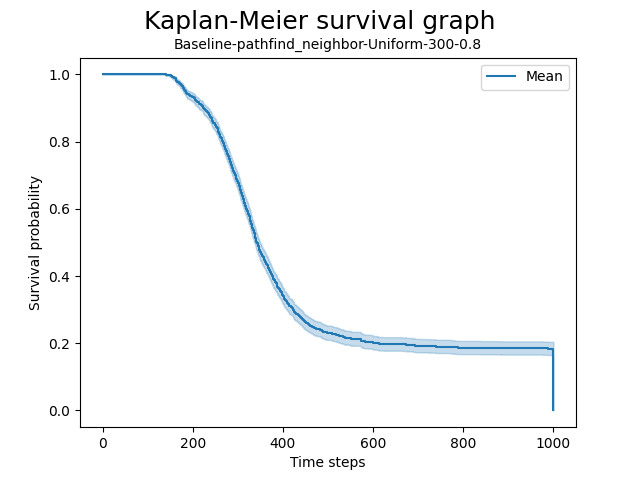 Kaplan-Meier survival graph
Baseline-pathfind_neighbor-Uniform-300-0.8
Mean
1.0
0.8
0.6
0.4
0.2
0.0
Survival probability
0 200 400 600 800 1000
Time steps